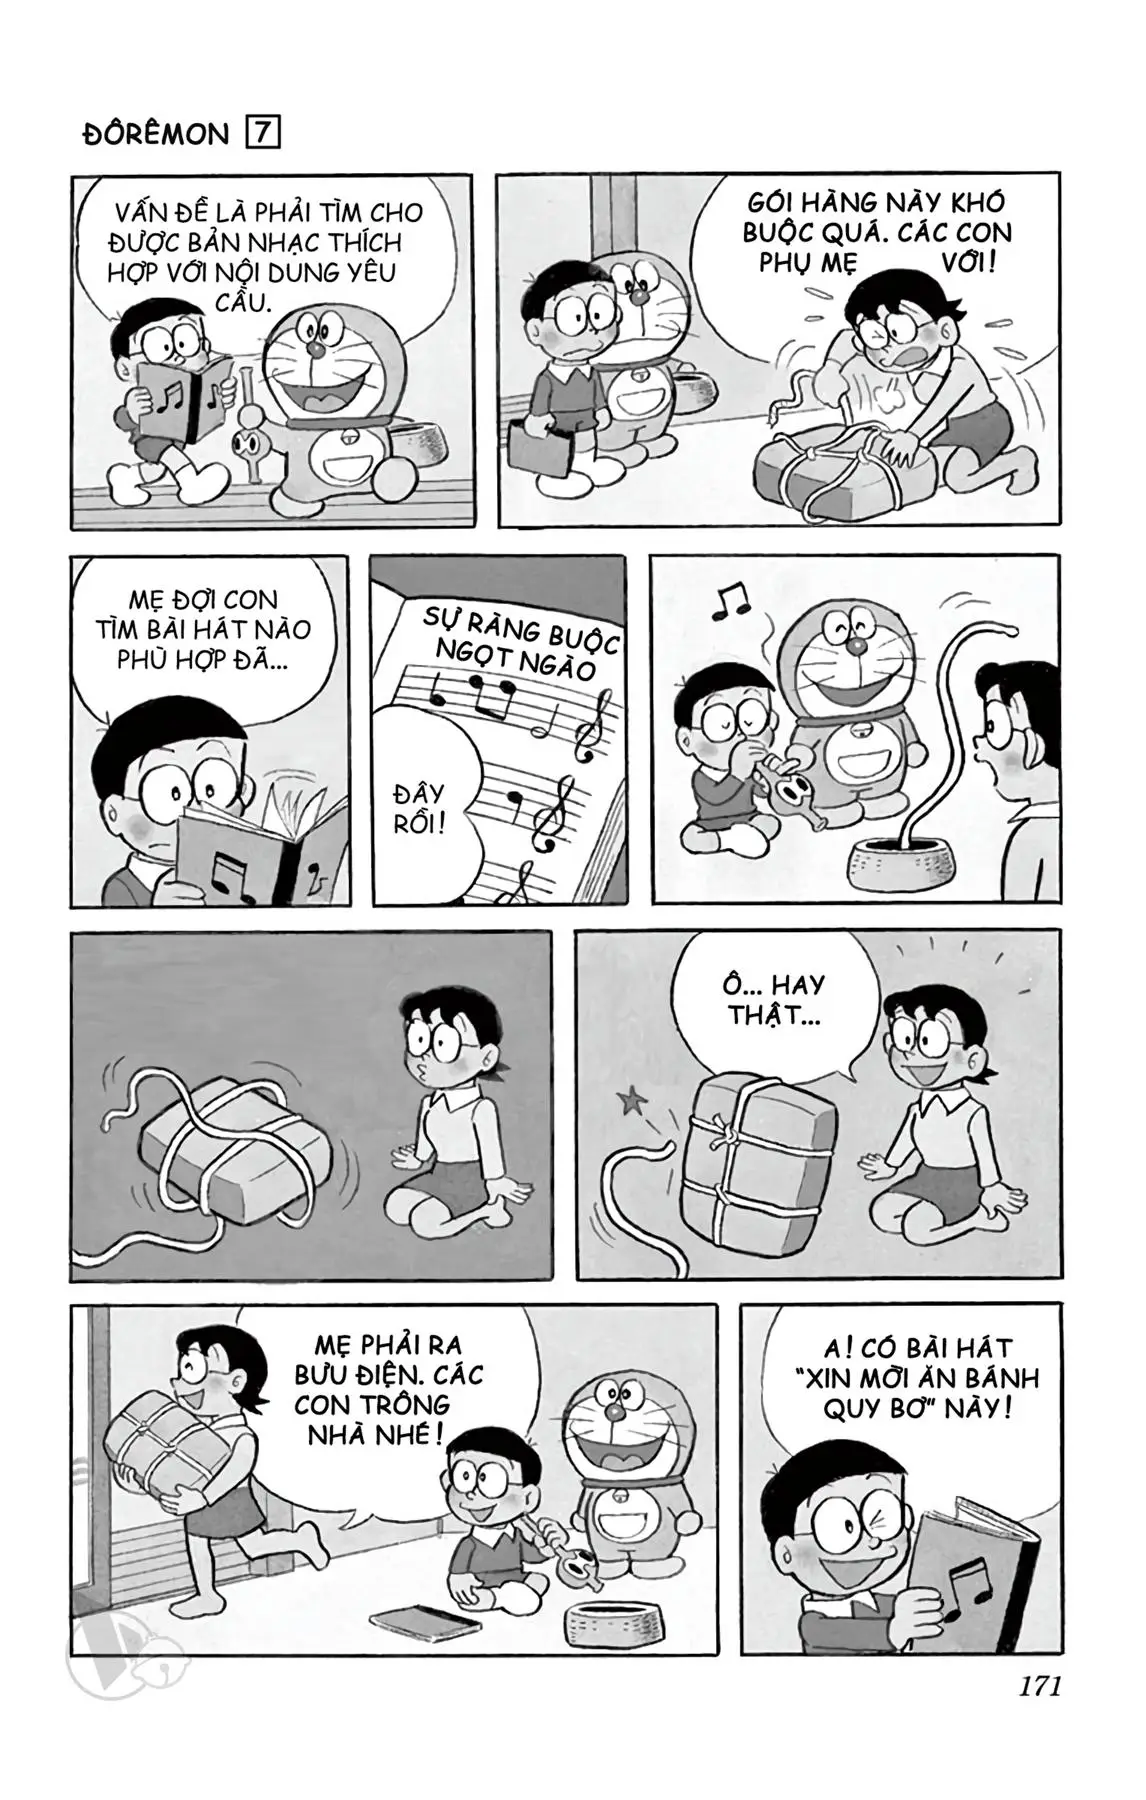 ĐÔRÊMON 7
VẤN ĐỀ LÀ PHẢI TÌM CHO
ĐƯỢC BẢN NHẠC THÍCH
HỢP VỚI NỘI DUNG YÊU
CẦU.
GÓI HÀNG NÀY KHÓ
BUỘC QUÁ. CÁC CON
PHỤ MẸ VỚI!
MẸ ĐỢI CON
TÌM BÀI HÁT NÀO
PHÙ HỢP ĐÃ...
SỰ RÀNG BUỘC
NGỌT NGÀO
ĐÂY
RỒI!
Ô... HAY
THẬT...
MẸ PHẢI RA
BƯU ĐIỆN. CÁC
CON TRÔNG
NHÀ NHÉ!
A! CÓ BÀI HÁT
"XIN MỜI ĂN BÁNH
QUY BƠ" NÀY!
171